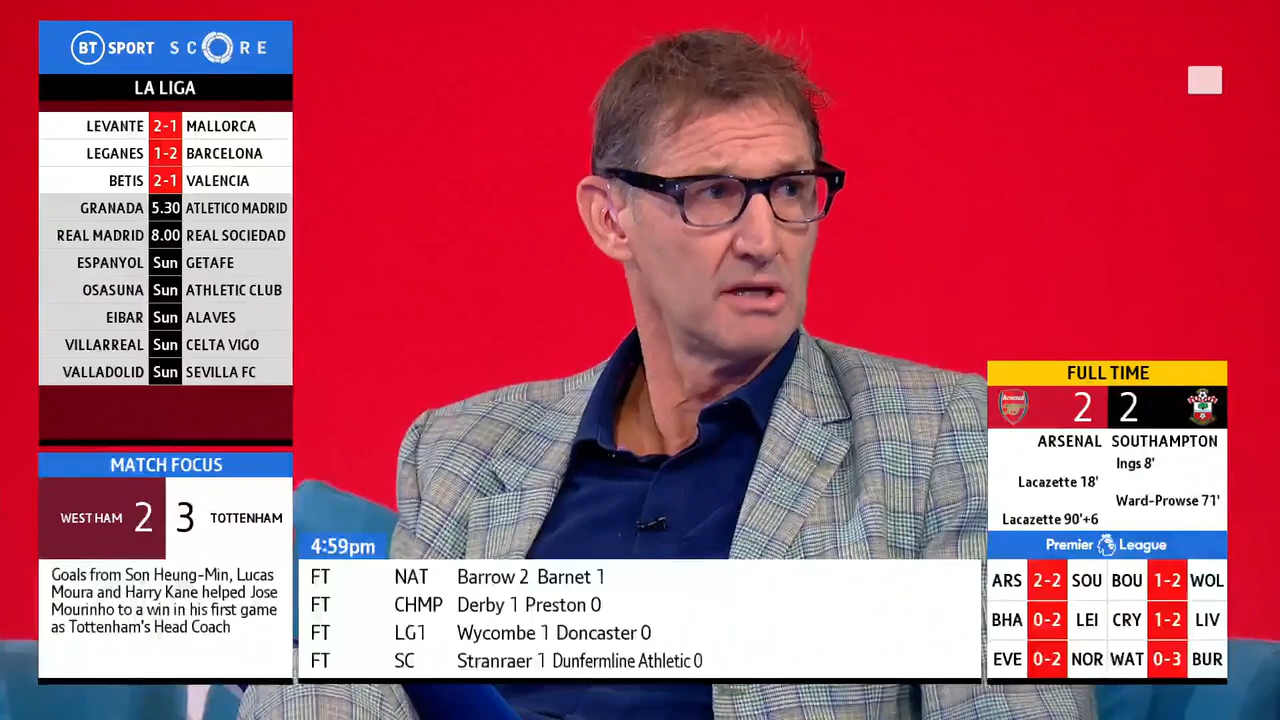 BT SPORT SCORE
LA LIGA
LEVANTE 2-1 MALLORCA
LEGANES 1-2 BARCELONA
BETIS 2-1 VALENCIA
GRANADA 5.30 ATLETICO MADRID
REAL MADRID 8.00 REAL SOCIEDAD
ESPANYOL Sun GETAFE
OSASUNA Sun ATHLETIC CLUB
EIBAR Sun ALAVES
VILLARREAL Sun CELTA VIGO
VALLADOLID Sun SEVILLA FC
MATCH FOCUS
WEST HAM 2 3 TOTTENHAM
Goals from Son Heung-Min, Lucas
Moura and Harry Kane helped Jose
Mourinho to a win in his first game
as Tottenham's Head Coach
4:59pm
FT NAT Barrow 2 Barnet 1
FT CHMP Derby 1 Preston 0
FT LG1 Wycombe 1 Doncaster 0
FT SC Stranraer 1 Dunfermline Athletic 0
FULL TIME
Arsenal 2 2
ARSENAL SOUTHAMPTON
Ings 8'
Lacazette 18'
Ward-Prowse 71'
Lacazette 90'+6
Premier League
ARS 2-2 SOU BOU 1-2 WOL
BHA 0-2 LEI CRY 1-2 LIV
EVE 0-2 NOR WAT 0-3 BUR